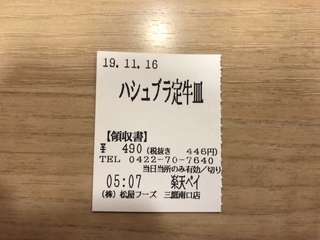 19.11.16
ハシュブラ定牛皿
【領収書】
¥ 490 (税抜き 446円)
TEL 0422-70-7640
当日当所のみ有効/切り
05:07 楽天ペイ
(株) 松屋フーズ 三鷹南口店